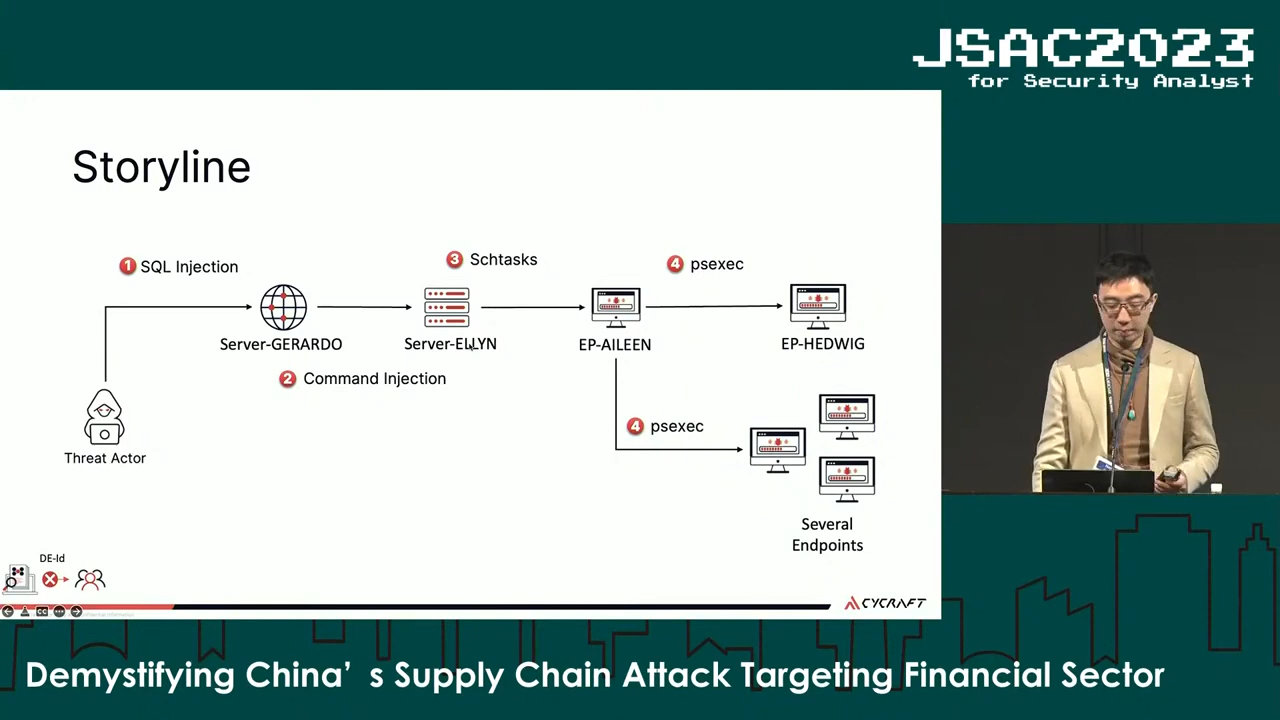 JSAC2023
for Security Analyst
Storyline
1 SQL Injection
3 Schtasks
4 psexec
Server-GERARDO
Server-ELLYN
EP-AILEEN
EP-HEDWIG
2 Command Injection
4 psexec
Threat Actor
Several
Endpoints
DE-Id
CC
CYCRAFT
Demystifying China’ s Supply Chain Attack Targeting Financial Sector